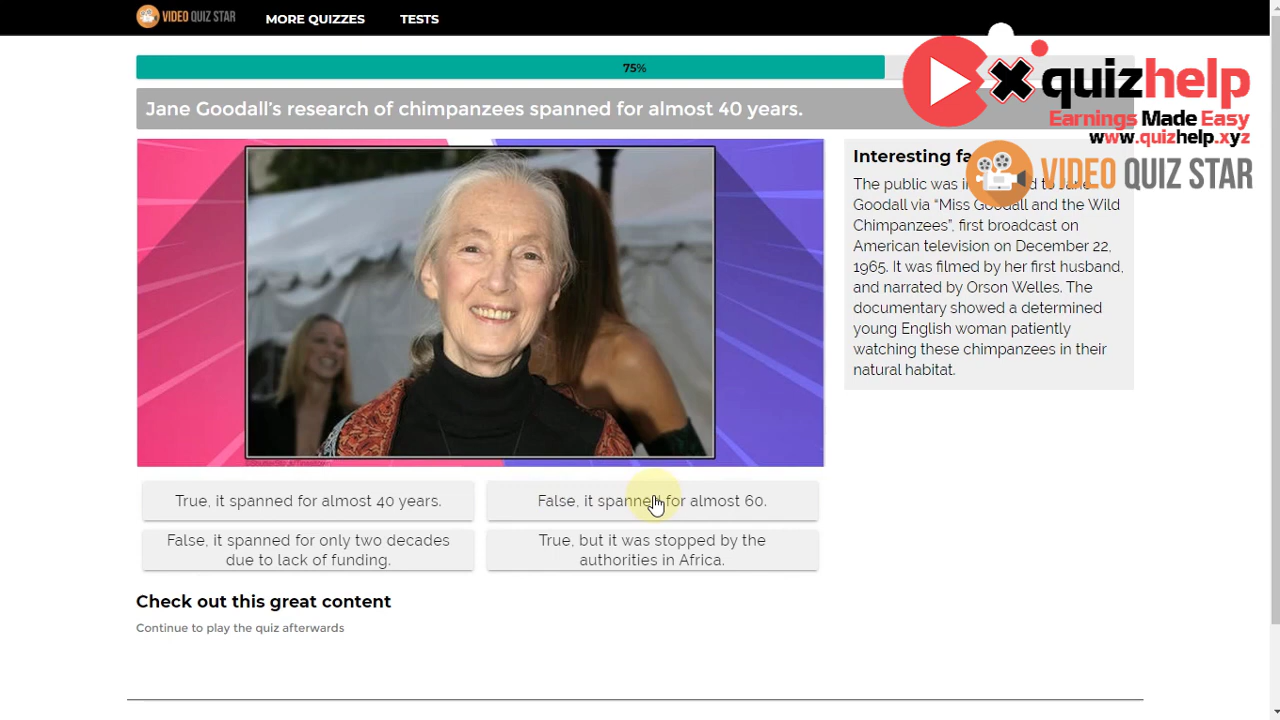 VIDEO QUIZ STAR
MORE QUIZZES
TESTS
75%
quizhelp
Earnings Made Easy
www.quizhelp.xyz
Jane Goodall's research of chimpanzees spanned for almost 40 years.
VIDEO QUIZ STAR
Interesting
The public was
Goodall via “Miss Goodall and the Wild
Chimpanzees”, first broadcast on
American television on December 22,
1965. It was filmed by her first husband,
and narrated by Orson Welles. The
documentary showed a determined
young English woman patiently
watching these chimpanzees in their
natural habitat.
True, it spanned for almost 40 years.
False, it spanned for almost 60.
False, it spanned for only two decades
due to lack of funding.
True, but it was stopped by the
authorities in Africa.
Check out this great content
Continue to play the quiz afterwards